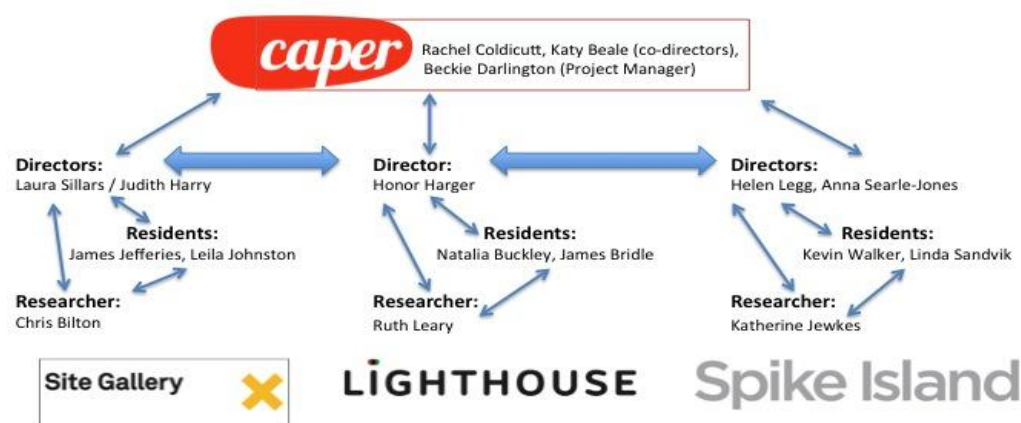 caper
Rachel Coldicutt, Katy Beale (co-directors),
Beckie Darlington (Project Manager)
Directors:
Laura Sillars / Judith Harry
Residents:
James Jefferies, Leila Johnston
Researcher:
Chris Bilton
Site Gallery
Director:
Honor Harger
Residents:
Natalia Buckley, James Bridle
Researcher:
Ruth Leary
LiGHTHOUSE
Directors:
Helen Legg, Anna Searle-Jones
Residents:
Kevin Walker, Linda Sandvik
Researcher:
Katherine Jewkes
Spike Island